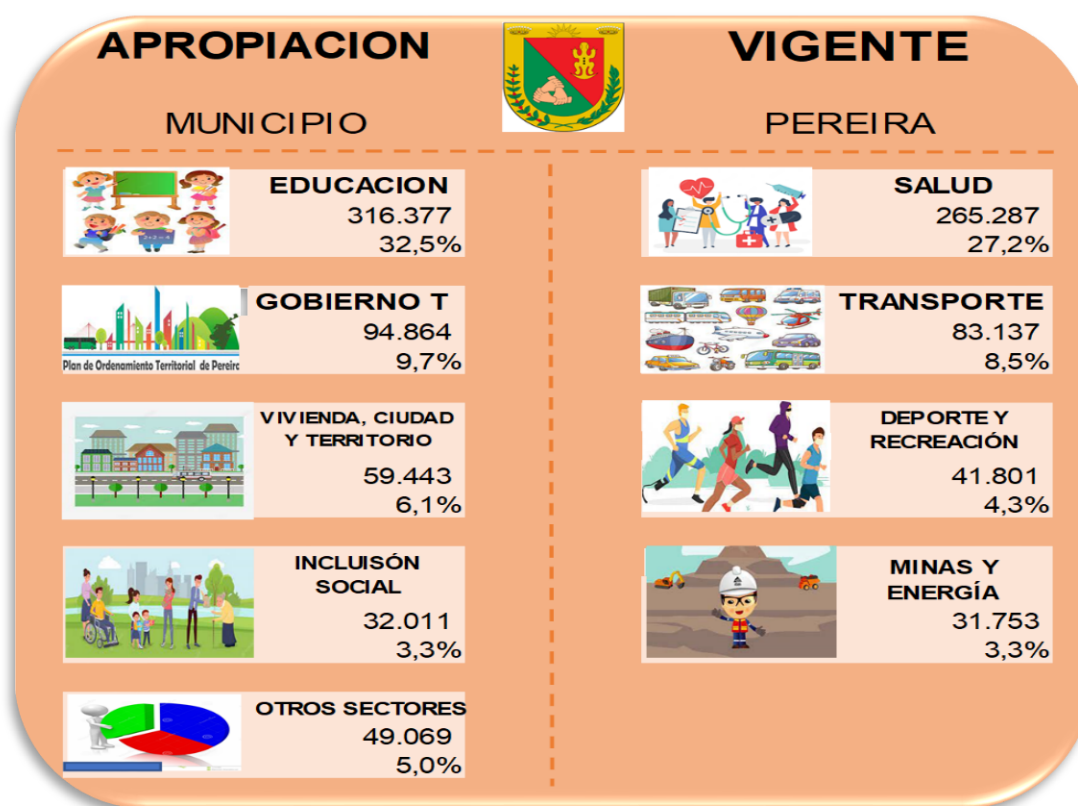 APROPIACION
VIGENTE
MUNICIPIO
PEREIRA
EDUCACION
316.377
32,5%
SALUD
265.287
27,2%
Plan de Ordenamiento Territorial de Pereira
GOBIERNO T
94.864
9,7%
TRANSPORTE
83.137
8,5%
VIVIENDA, CIUDAD
Y TERRITORIO
59.443
6,1%
DEPORTE Y
RECREACIÓN
41.801
4,3%
INCLUISÓN
SOCIAL
32.011
3,3%
MINAS Y
ENERGÍA
31.753
3,3%
OTROS SECTORES
49.069
5,0%